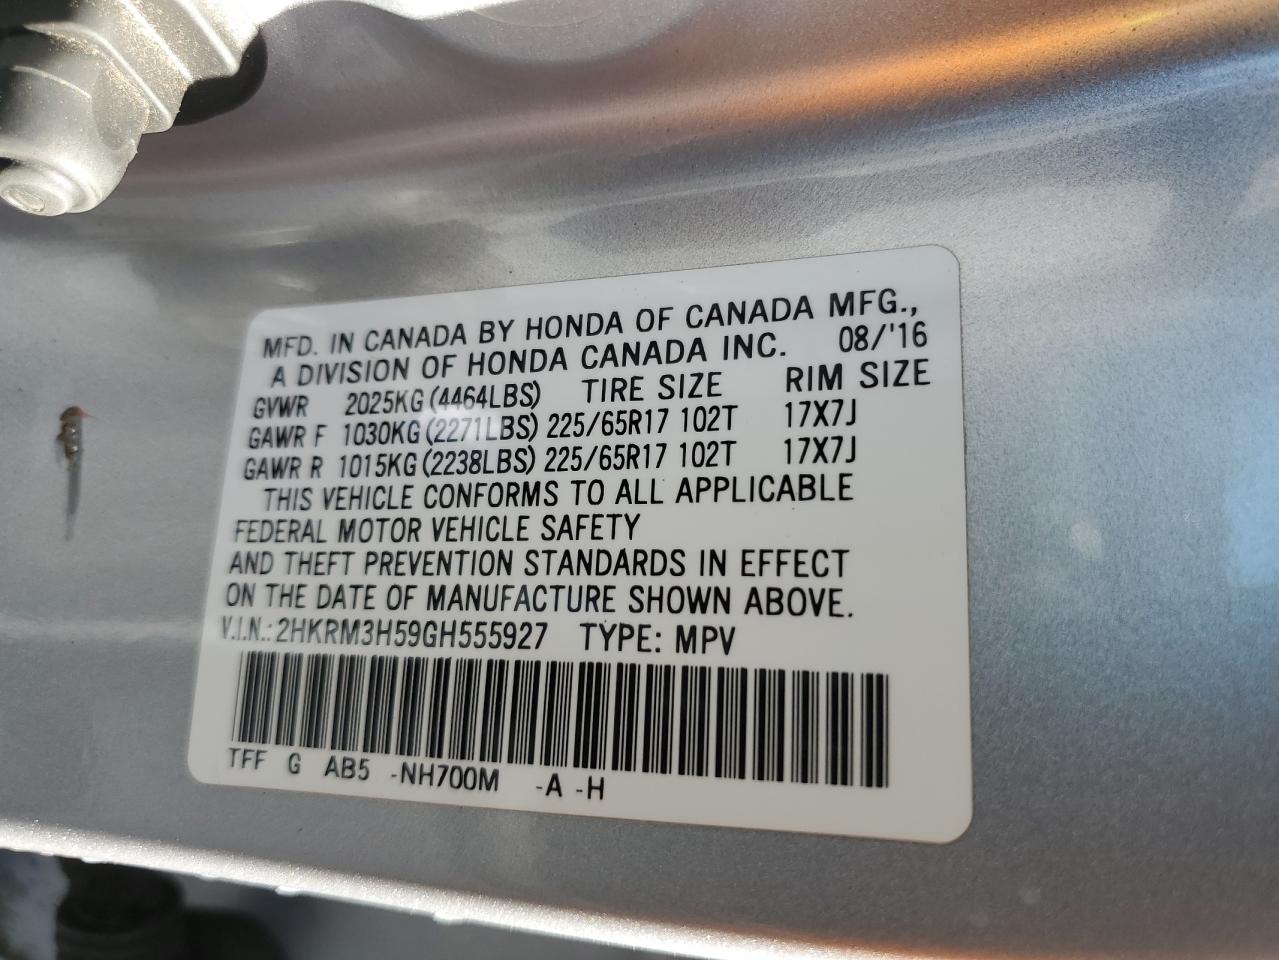 MFD. IN CANADA BY HONDA OF CANADA MFG.,
A DIVISION OF HONDA CANADA INC. 08/'16
GVWR 2025KG (4464LBS) TIRE SIZE RIM SIZE
GAWR F 1030KG (2271LBS) 225/65R17 102T 17X7J
GAWR R 1015KG (2238LBS) 225/65R17 102T 17X7J
THIS VEHICLE CONFORMS TO ALL APPLICABLE
FEDERAL MOTOR VEHICLE SAFETY
AND THEFT PREVENTION STANDARDS IN EFFECT
ON THE DATE OF MANUFACTURE SHOWN ABOVE.
V.I.N.: 2HKRM3H59GH555927 TYPE: MPV
TFF G AB5 -NH700M -A -H